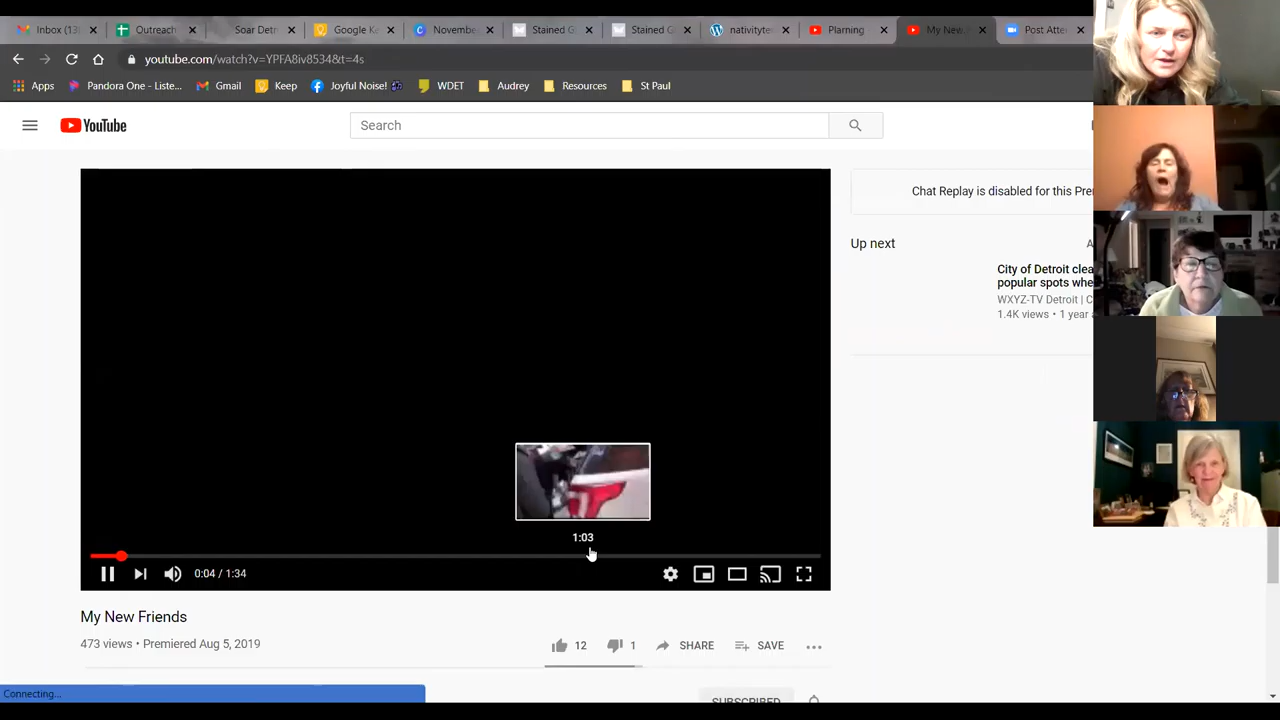 Inbox (13
Outreach
Soar Detr
Google Ke
Novembe
Stained G
Stained G
nativityte
Planning
My New
Post Atte
youtube.com/watch?v=YPFA8iv8534&t=4s
Apps
Pandora One - Liste...
Gmail
Keep
Joyful Noise!
WDET
Audrey
Resources
St Paul
YouTube
Search
Chat Replay is disabled for this Pre
Up next
A
City of Detroit clea
popular spots whe
WXYZ-TV Detroit | C
1.4K views • 1 year
1:03
0:04 / 1:34
My New Friends
473 views • Premiered Aug 5, 2019
12
1
SHARE
SAVE
SUBSCRIBED
Connecting...